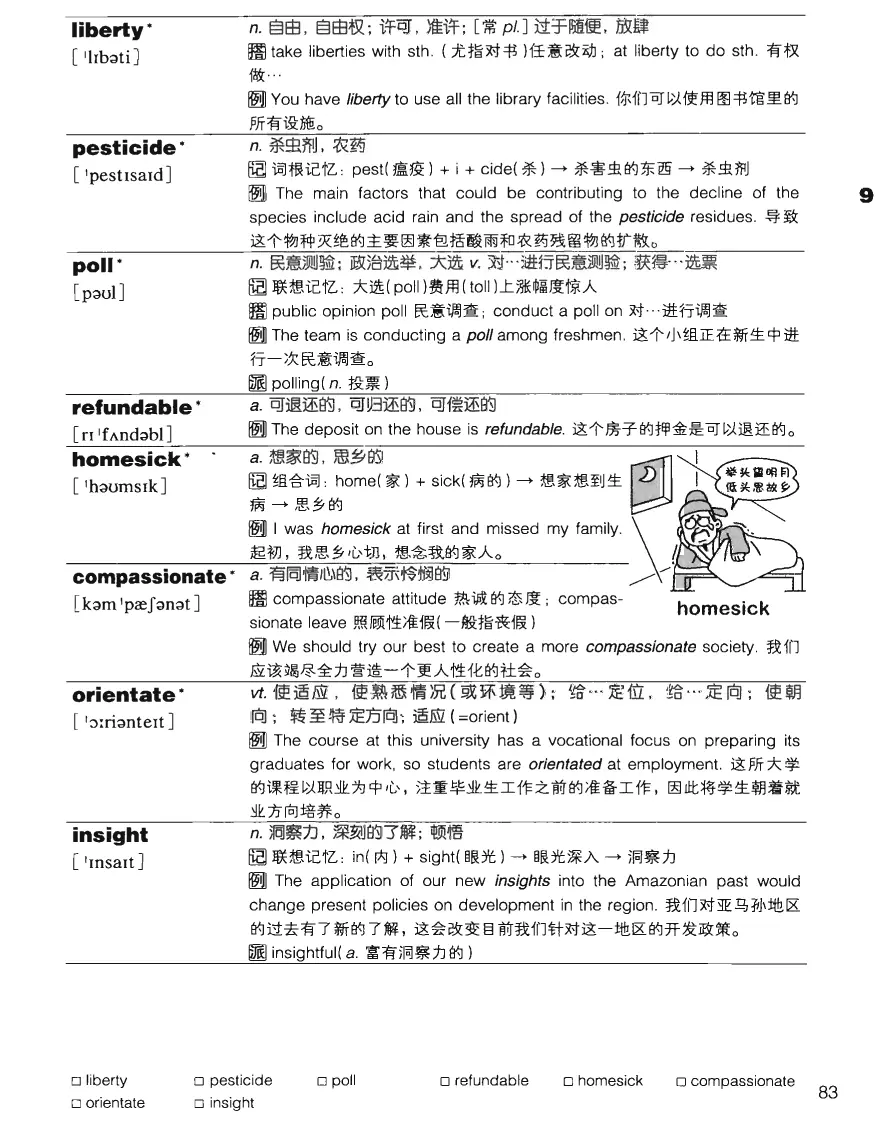 liberty*
[ ˈlɪbəti ]
n. 自由, 自由权; 许可, 准许; [常 pl.] 过于随便, 放肆
搭 take liberties with sth. (尤指对书)任意改动; at liberty to do sth. 有权
做…
例 You have liberty to use all the library facilities. 你们可以使用图书馆里的
所有设施。
pesticide*
[ ˈpestɪsaɪd ]
n. 杀虫剂, 农药
记 词根记忆: pest(瘟疫) + i + cide(杀) → 杀害虫的东西 → 杀虫剂
例 The main factors that could be contributing to the decline of the
species include acid rain and the spread of the pesticide residues. 导致
这个物种灭绝的主要因素包括酸雨和农药残留物的扩散。
9
poll*
[pəʊl]
n. 民意测验; 政治选举, 大选 v. 对…进行民意测验; 获得…选票
记 联想记忆: 大选(poll)费用(toll)上涨幅度惊人
搭 public opinion poll 民意调查; conduct a poll on 对…进行调查
例 The team is conducting a poll among freshmen. 这个小组正在新生中进
行一次民意调查。
派 polling( n. 投票)
refundable*
[ rɪˈfʌndəbl ]
a. 可退还的, 可归还的, 可偿还的
例 The deposit on the house is refundable. 这个房子的押金是可以退还的。
homesick*
[ ˈhəʊmsɪk ]
a. 想家的, 思乡的
记 组合词: home(家) + sick(病的) → 想家想到生
病 → 思乡的
例 I was homesick at first and missed my family.
起初, 我思乡心切, 想念我的家人。
举头望明月
低头思故乡
homesick
compassionate*
[ kəmˈpæʃənət ]
a. 有同情心的, 表示怜悯的
搭 compassionate attitude 热诚的态度; compas-
sionate leave 照顾性准假(一般指丧假)
例 We should try our best to create a more compassionate society. 我们
应该竭尽全力营造一个更人性化的社会。
orientate*
[ ˈɔːriənteɪt ]
vt. 使适应, 使熟悉情况(或环境等); 给…定位, 给…定向; 使朝
向; 转至特定方向; 适应(=orient)
例 The course at this university has a vocational focus on preparing its
graduates for work, so students are orientated at employment. 这所大学
的课程以职业为中心, 注重毕业生工作之前的准备工作, 因此将学生朝着就
业方向培养。
insight
[ ˈɪnsaɪt ]
n. 洞察力, 深刻的了解; 顿悟
记 联想记忆: in(内) + sight(眼光) → 眼光深入 → 洞察力
例 The application of our new insights into the Amazonian past would
change present policies on development in the region. 我们对亚马孙地区
的过去有了新的了解, 这会改变目前我们针对这一地区的开发政策。
派 insightful( a. 富有洞察力的)
□ liberty □ pesticide □ poll □ refundable □ homesick □ compassionate
□ orientate □ insight
83